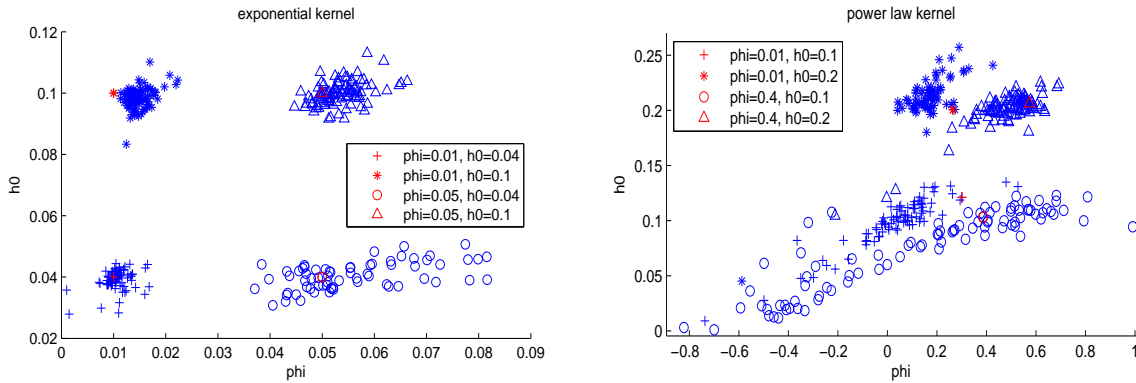 exponential kernel
0.12
0.1
0.08
0.06
0.04
0.02
h0
phi=0.01, h0=0.04
phi=0.01, h0=0.1
phi=0.05, h0=0.04
phi=0.05, h0=0.1
0 0.01 0.02 0.03 0.04 0.05 0.06 0.07 0.08 0.09
phi
power law kernel
0.25
0.2
0.15
0.1
0.05
0
h0
phi=0.01, h0=0.1
phi=0.01, h0=0.2
phi=0.4, h0=0.1
phi=0.4, h0=0.2
-0.8 -0.6 -0.4 -0.2 0 0.2 0.4 0.6 0.8 1
phi